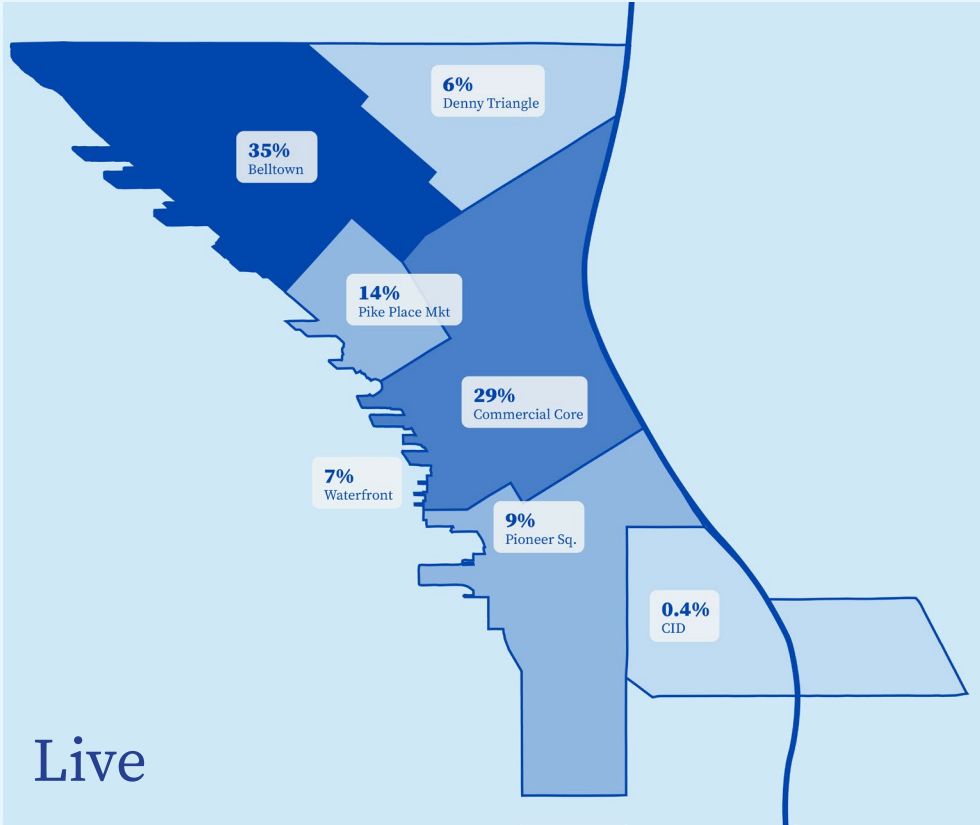 6%
Denny Triangle
35%
Belltown
14%
Pike Place Mkt
29%
Commercial Core
7%
Waterfront
9%
Pioneer Sq.
0.4%
CID
Live